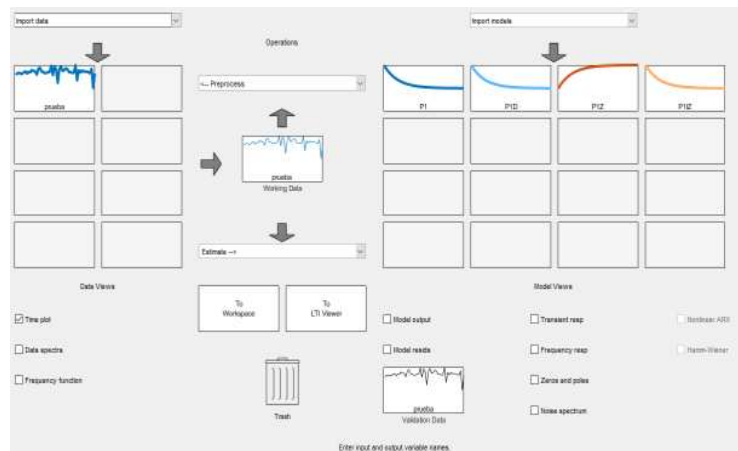 Import data
Import models
Operations
<-- Preprocess
prueba
P1
P1D
P1Z
P1IZ
prueba
Working Data
Estimate -->
Data Views
Model Views
To
Workspace
To
LTI Viewer
Time plot
Model output
Transient resp
Nonlinear ARX
Data spectra
Model resids
Frequency resp
Hamm-Wiener
Frequency function
Zeros and poles
prueba
Validation Data
Noise spectrum
Trash
Enter input and output variable names.